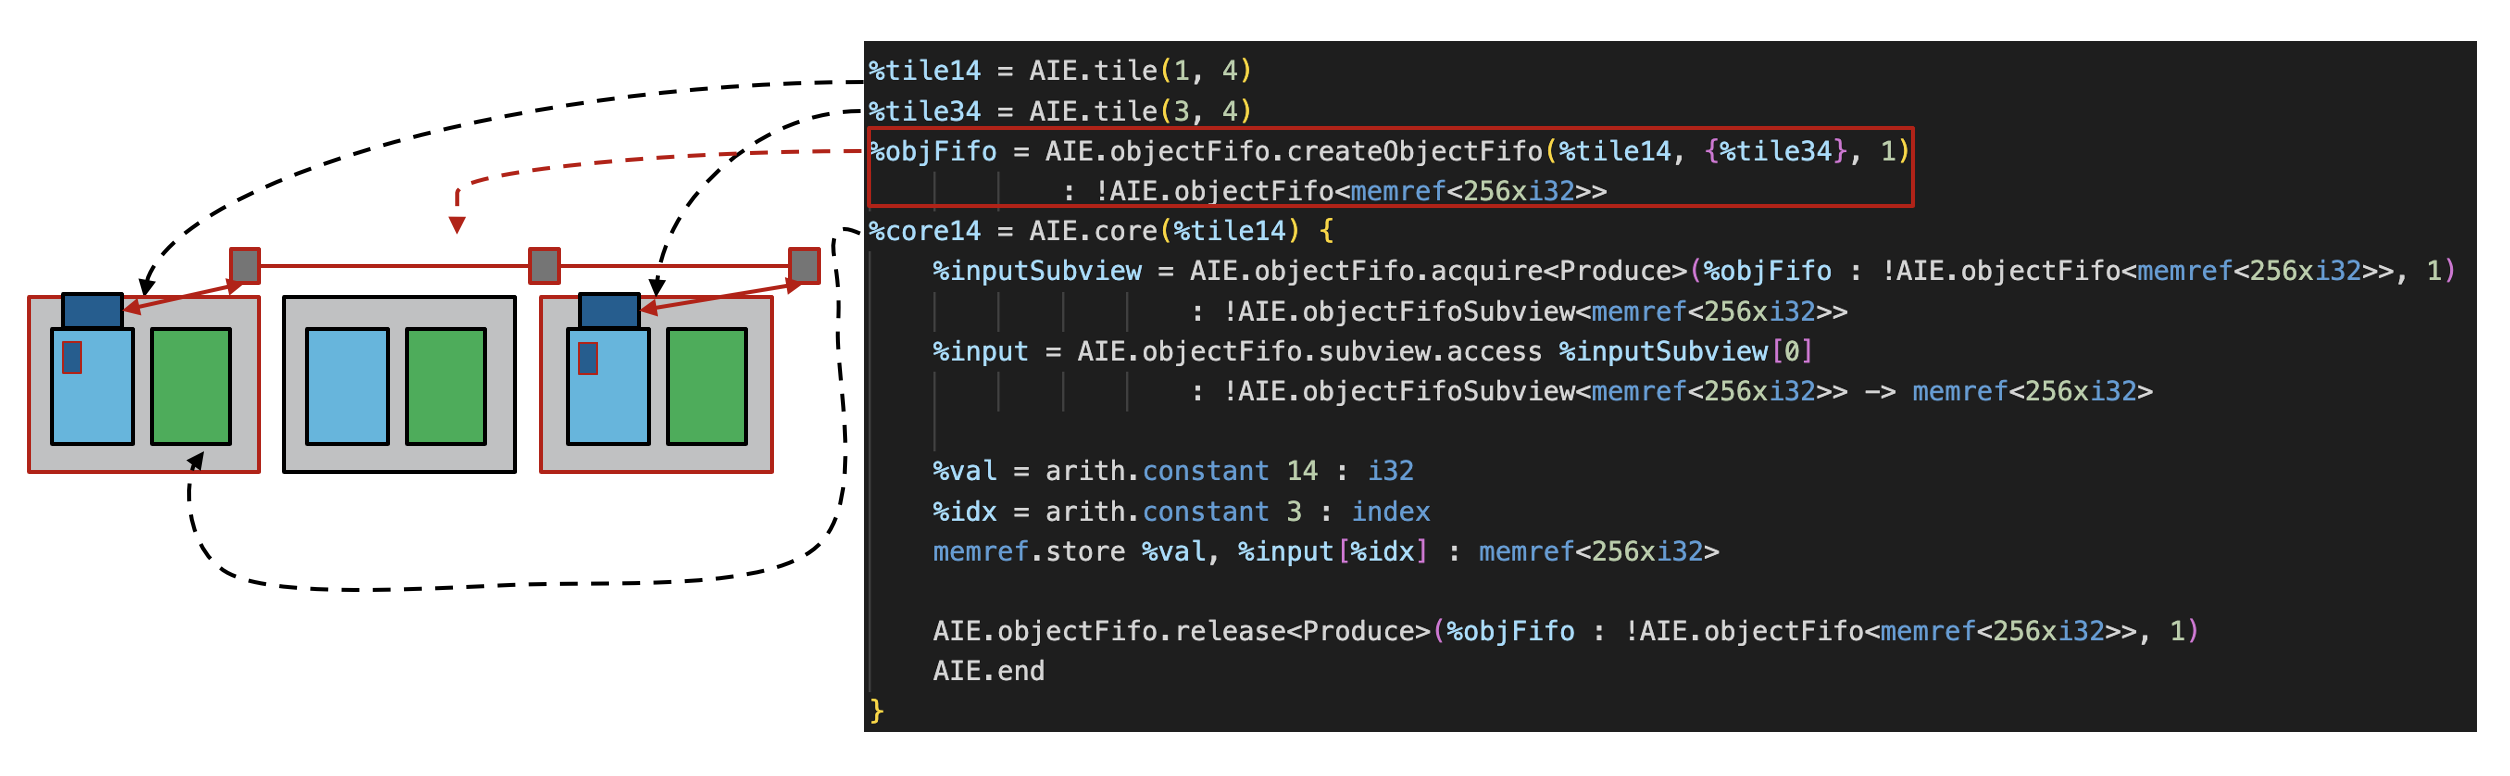 %tile14 = AIE.tile(1, 4)
%tile34 = AIE.tile(3, 4)
%objFifo = AIE.objectFifo.createObjectFifo(%tile14, {%tile34}, 1)
: !AIE.objectFifo<memref<256xi32>>
%core14 = AIE.core(%tile14) {
%inputSubview = AIE.objectFifo.acquire<Produce>(%objFifo : !AIE.objectFifo<memref<256xi32>>, 1)
: !AIE.objectFifoSubview<memref<256xi32>>
%input = AIE.objectFifo.subview.access %inputSubview[0]
: !AIE.objectFifoSubview<memref<256xi32>> -> memref<256xi32>
%val = arith.constant 14 : i32
%idx = arith.constant 3 : index
memref.store %val, %input[%idx] : memref<256xi32>
AIE.objectFifo.release<Produce>(%objFifo : !AIE.objectFifo<memref<256xi32>>, 1)
AIE.end
}